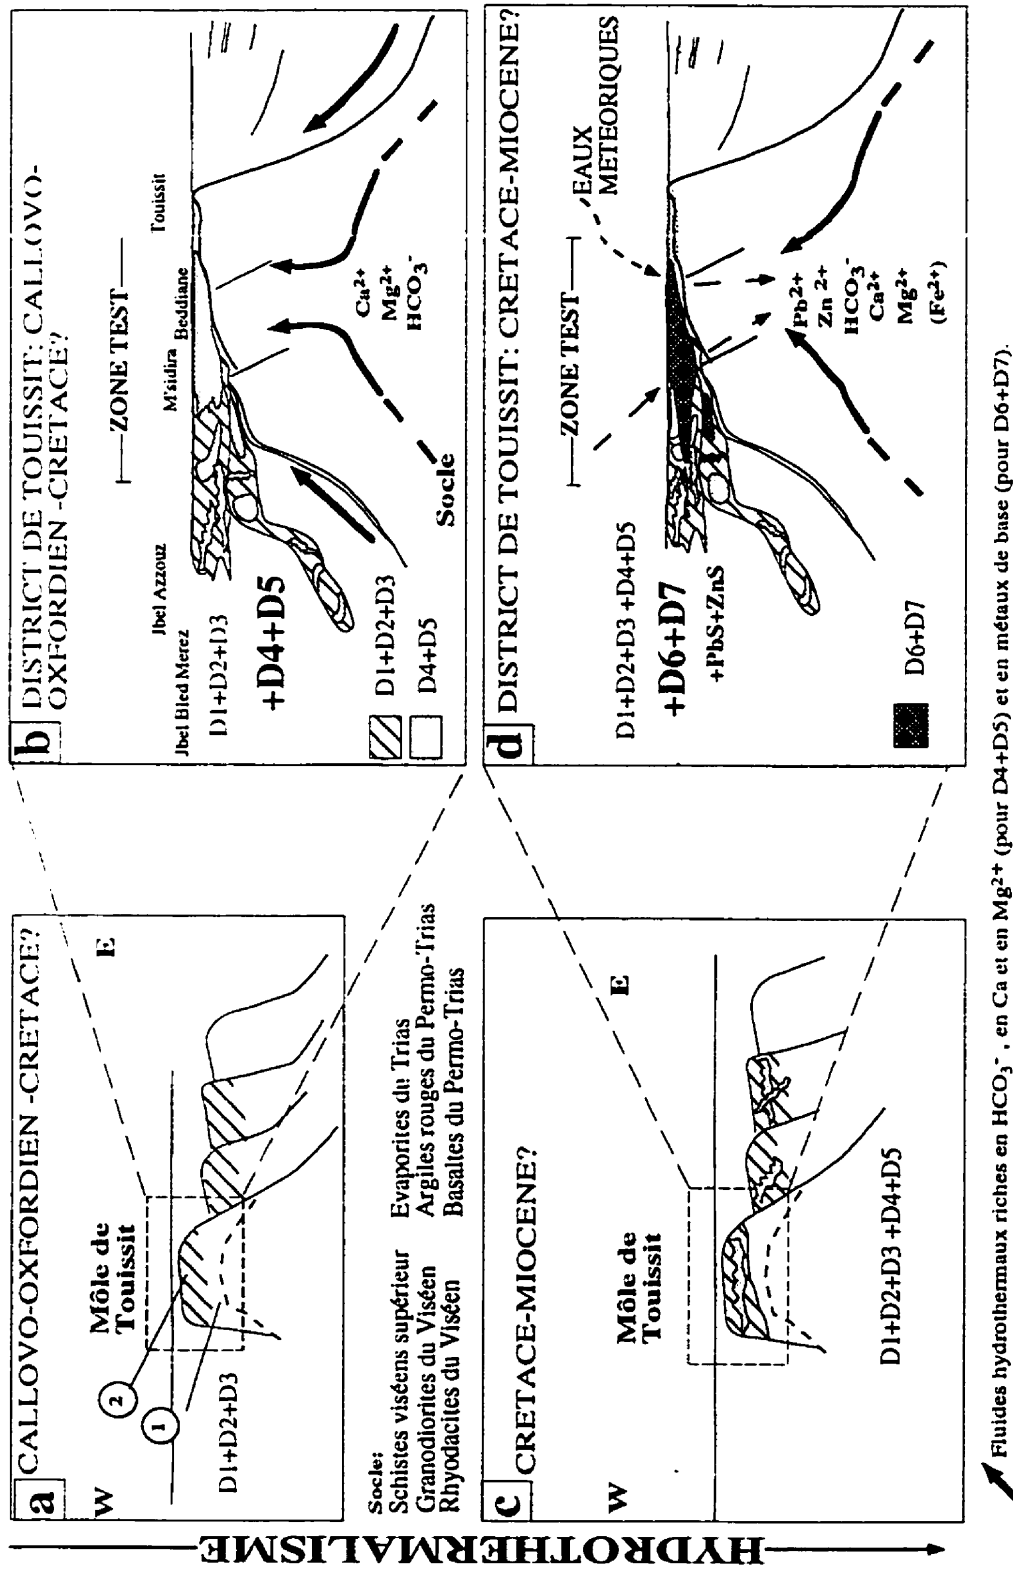 HYDROTHERMALISME
a
CALLOVO-OXFORDIEN -CRETACE?
W
E
Môle de
Touissit
2
1
D1+D2+D3
Socle:
Schistes viséens supérieur
Granodiorites du Viséen
Rhyodacites du Viséen
Evaporites du Trias
Argiles rouges du Permo-Trias
Basaltes du Permo-Trias
b
DISTRICT DE TOUISSIT: CALLOVO-
OXFORDIEN -CRETACE?
ZONE TEST
Jbel Bled Merez
Jbel Azzouz
M'sidira
Beddiane
Touissit
D1+D2+D3
+D4+D5
Ca2+
Mg2+
HCO3-
Socle
D1+D2+D3
D4+D5
c
CRETACE-MIOCENE?
W
E
Môle de
Touissit
D1+D2+D3 +D4+D5
d
DISTRICT DE TOUISSIT: CRETACE-MIOCENE?
ZONE TEST
EAUX
METEORIQUES
D1+D2+D3 +D4+D5
+D6+D7
+PbS+ZnS
Pb2+
Zn 2+
HCO3-
Ca2+
Mg2+
(Fe2+)
D6+D7
Fluides hydrothermaux riches en HCO3- , en Ca et en Mg2+ (pour D4+D5) et en métaux de base (pour D6+D7).